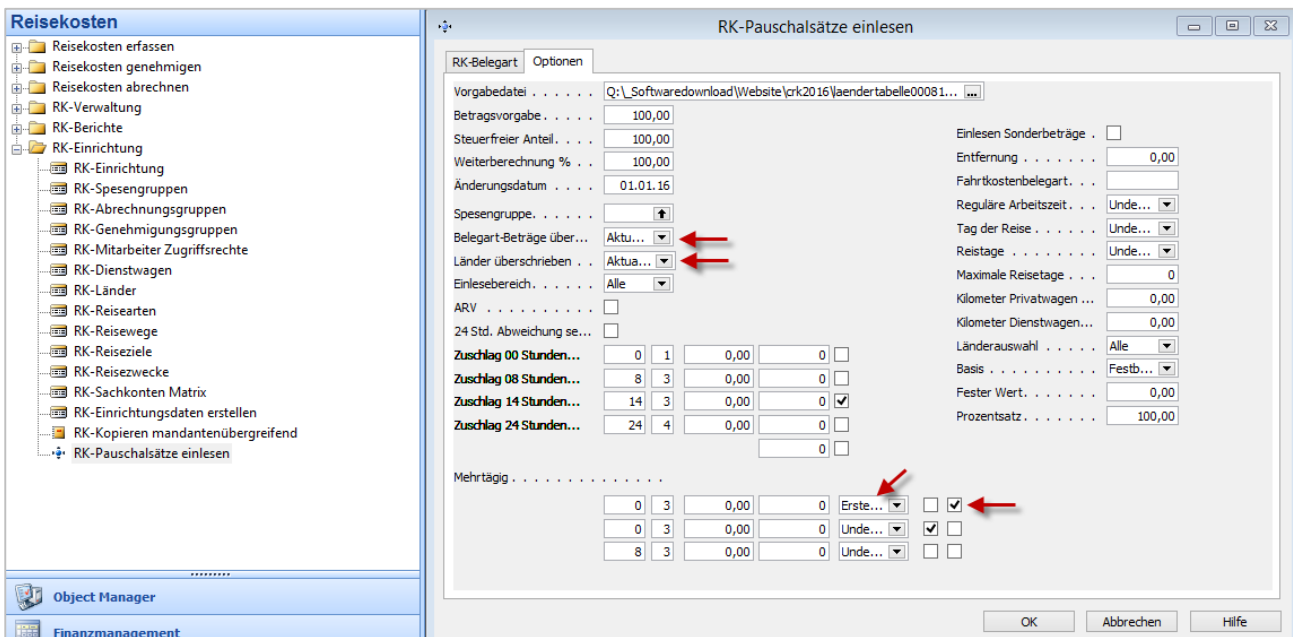 Reisekosten
Reisekosten erfassen
Reisekosten genehmigen
Reisekosten abrechnen
RK-Verwaltung
RK-Berichte
RK-Einrichtung
RK-Einrichtung
RK-Spesengruppen
RK-Abrechnungsgruppen
RK-Genehmigungsgruppen
RK-Mitarbeiter Zugriffsrechte
RK-Dienstwagen
RK-Länder
RK-Reisearten
RK-Reisewege
RK-Reiseziele
RK-Reisezwecke
RK-Sachkonten Matrix
RK-Einrichtungsdaten erstellen
RK-Kopieren mandantenübergreifend
RK-Pauschalsätze einlesen
Object Manager
Finanzmanagement
RK-Pauschalsätze einlesen
RK-Belegart Optionen
Vorgabedatei . . . . . . Q:\_Softwaredownload\Website\crk2016\laendertabelle00081... ...
Betragsvorgabe . . . . . 100,00
Steuerfreier Anteil. . . . 100,00
Weiterberechnung % . . 100,00
Änderungsdatum . . . . 01.01.16
Spesengruppe. . . . . .
Belegart-Beträge über... Aktu...
Länder überschrieben . . Aktua...
Einlesebereich. . . . . . Alle
ARV . . . . . . . . . .
24 Std. Abweichung se...
Zuschlag 00 Stunden... 0 1 0,00 0
Zuschlag 08 Stunden... 8 3 0,00 0
Zuschlag 14 Stunden... 14 3 0,00 0
Zuschlag 24 Stunden... 24 4 0,00 0
0
Mehrtägig . . . . . . . . . . . . . . .
0 3 0,00 0 Erste...
0 3 0,00 0 Unde...
8 3 0,00 0 Unde...
Einlesen Sonderbeträge .
Entfernung . . . . . . . 0,00
Fahrtkostenbelegart. . .
Reguläre Arbeitszeit. . . Unde...
Tag der Reise . . . . . . Unde...
Reistage . . . . . . . . Unde...
Maximale Reisetage . . . 0
Kilometer Privatwagen ... 0,00
Kilometer Dienstwagen... 0,00
Länderauswahl . . . . . Alle
Basis . . . . . . . . . . Festb...
Fester Wert. . . . . . . 0,00
Prozentsatz. . . . . . . 100,00
OK Abbrechen Hilfe